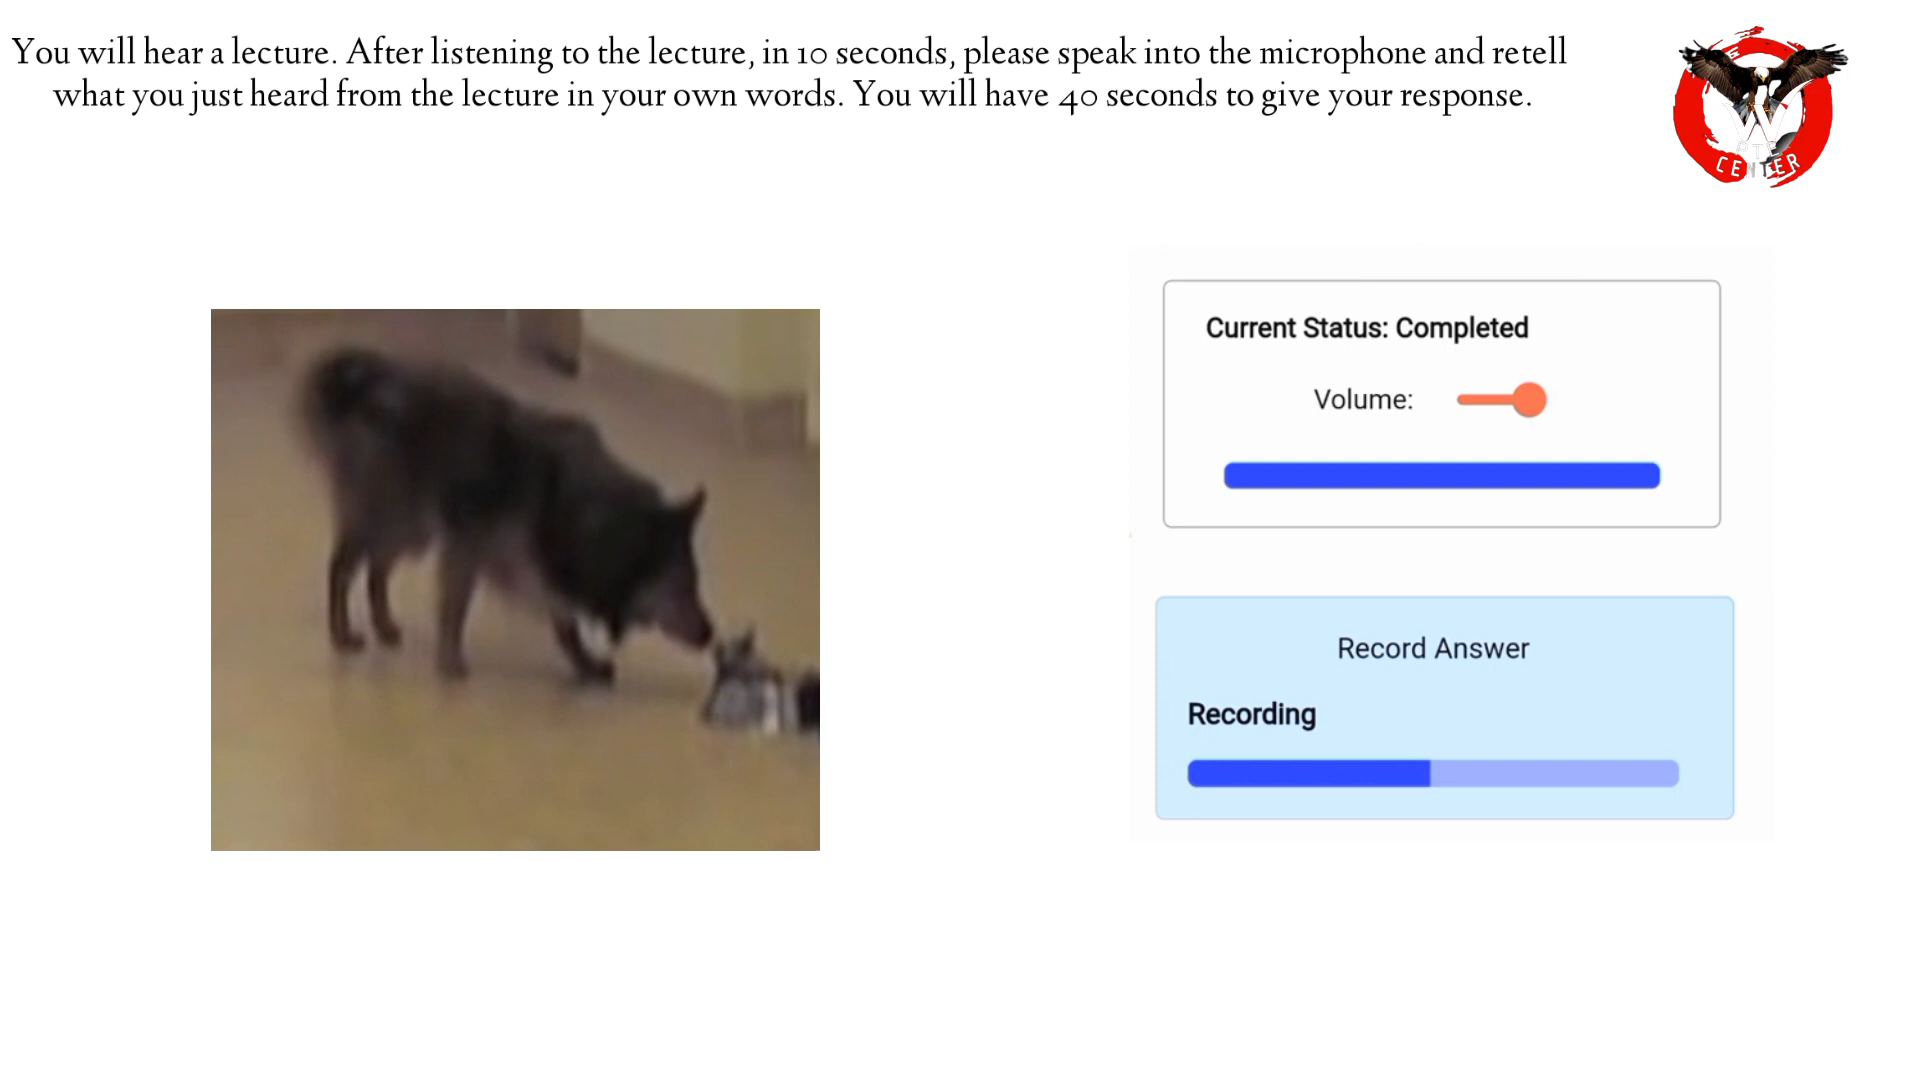 You will hear a lecture. After listening to the lecture, in 10 seconds, please speak into the microphone and retell
what you just heard from the lecture in your own words. You will have 40 seconds to give your response.
W
PTE
CENTER
Current Status: Completed
Volume:
Record Answer
Recording